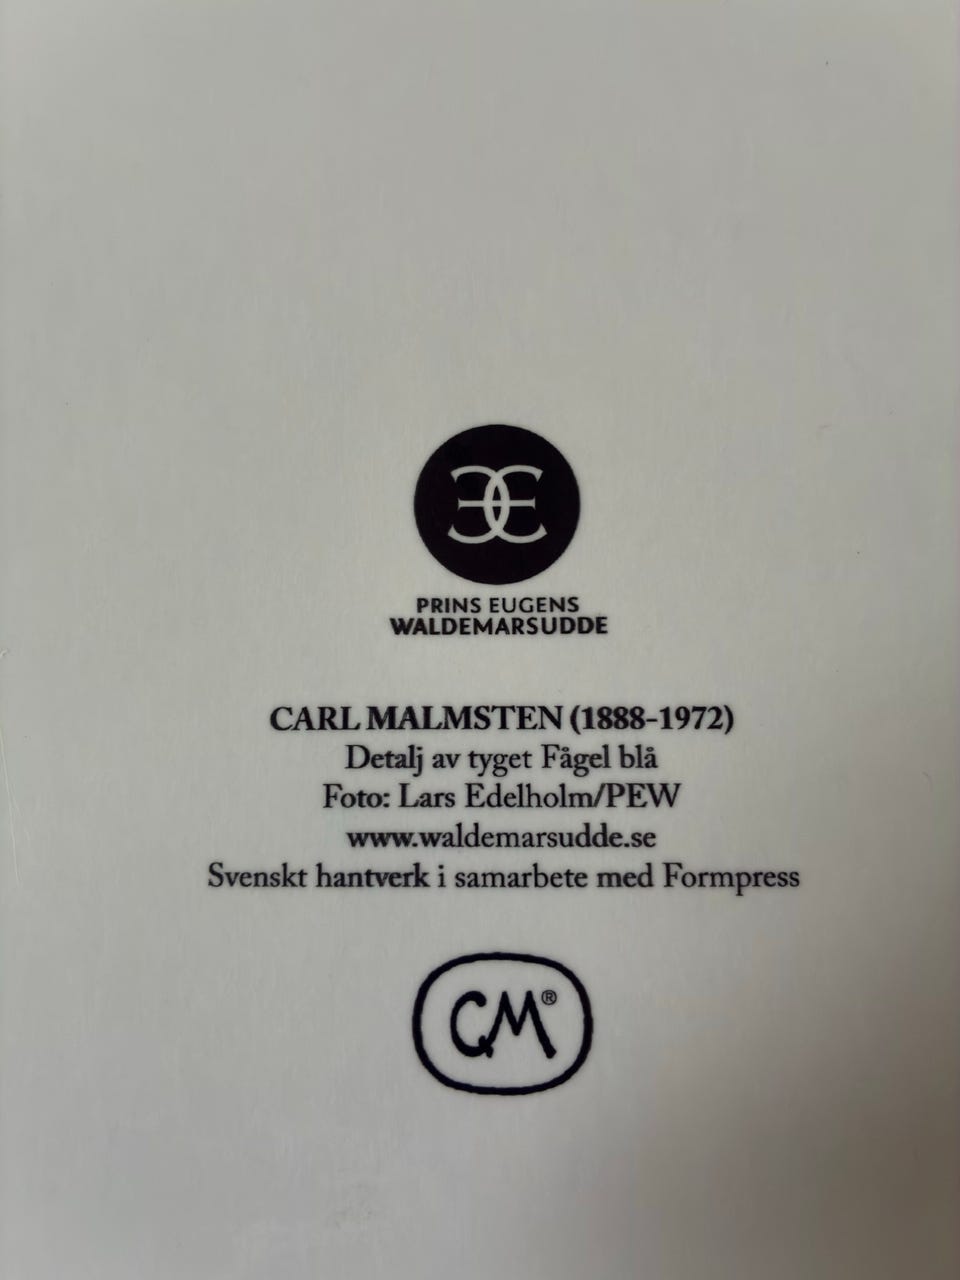 PRINS EUGENS
WALDEMARSUDDE
CARL MALMSTEN (1888-1972)
Detalj av tyget Fågel blå
Foto: Lars Edelholm/PEW
www.waldemarsudde.se
Svenskt hantverk i samarbete med Formpress
CM®